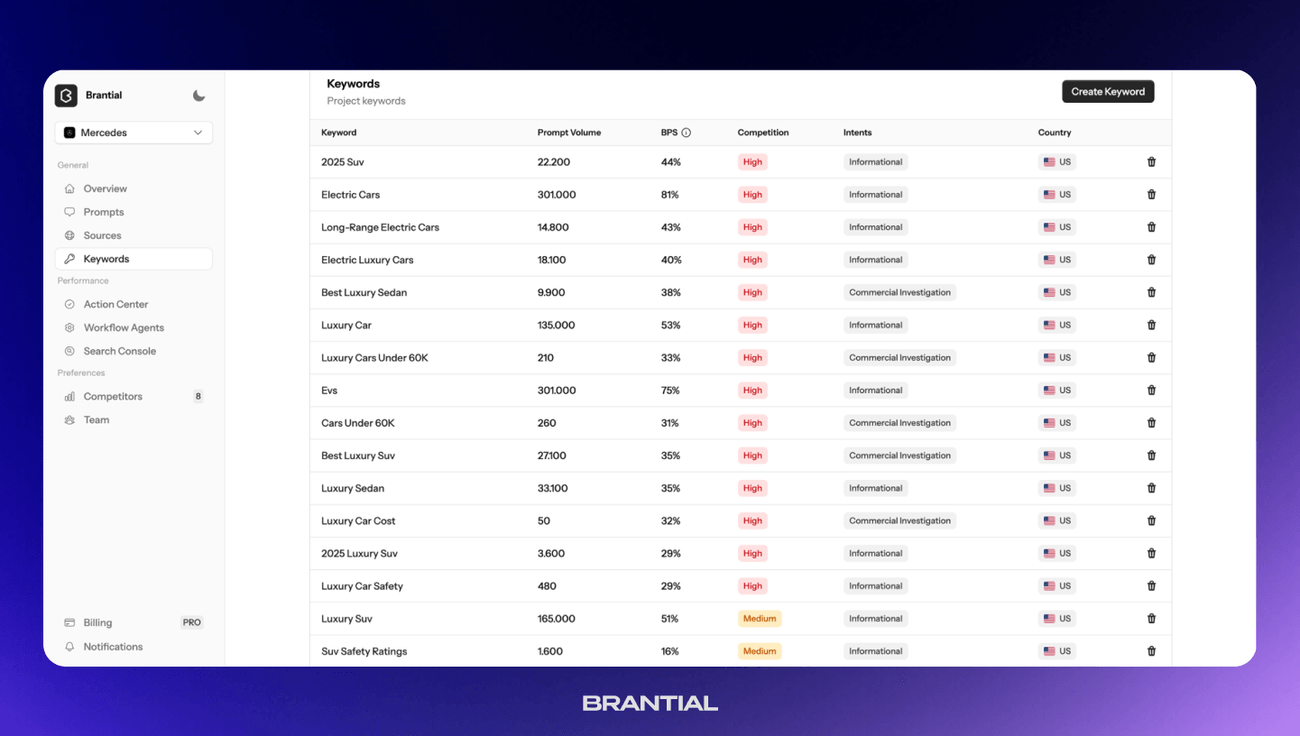 Brantial
Mercedes
General
Overview
Prompts
Sources
Keywords
Performance
Action Center
Workflow Agents
Search Console
Preferences
Competitors 8
Team
Billing PRO
Notifications
Keywords
Project keywords
Create Keyword
Keyword Prompt Volume BPS Competition Intents Country
2025 Suv 22.200 44% High Informational US
Electric Cars 301.000 81% High Informational US
Long-Range Electric Cars 14.800 43% High Informational US
Electric Luxury Cars 18.100 40% High Informational US
Best Luxury Sedan 9.900 38% High Commercial Investigation US
Luxury Car 135.000 53% High Informational US
Luxury Cars Under 60K 210 33% High Commercial Investigation US
Evs 301.000 75% High Informational US
Cars Under 60K 260 31% High Commercial Investigation US
Best Luxury Suv 27.100 35% High Commercial Investigation US
Luxury Sedan 33.100 35% High Informational US
Luxury Car Cost 50 32% High Commercial Investigation US
2025 Luxury Suv 3.600 29% High Informational US
Luxury Car Safety 480 29% High Informational US
Luxury Suv 165.000 51% Medium Informational US
Suv Safety Ratings 1.600 16% Medium Informational US
BRANTIAL